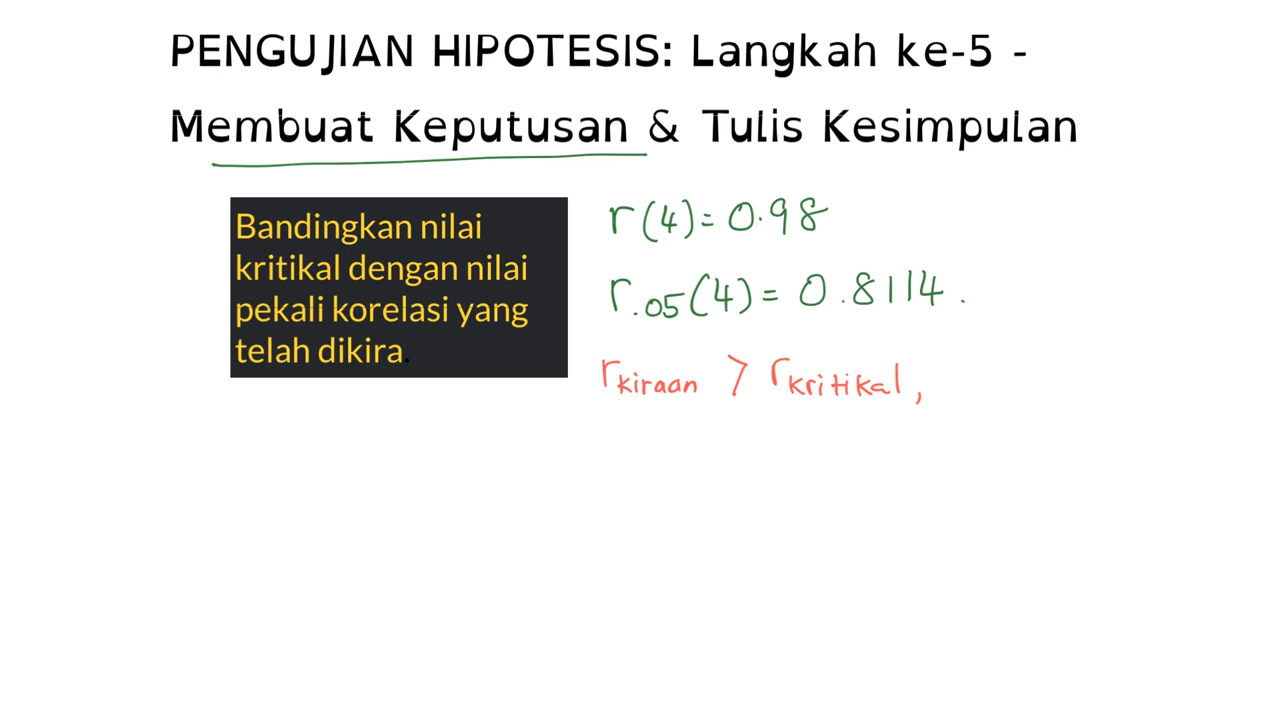 PENGUJIAN HIPOTESIS: Langkah ke-5 -
Membuat Keputusan & Tulis Kesimpulan
Bandingkan nilai
kritikal dengan nilai
pekali korelasi yang
telah dikira.
r(4)= 0.98
r.05(4)= 0.8114.
rkiraan > rkritikal,